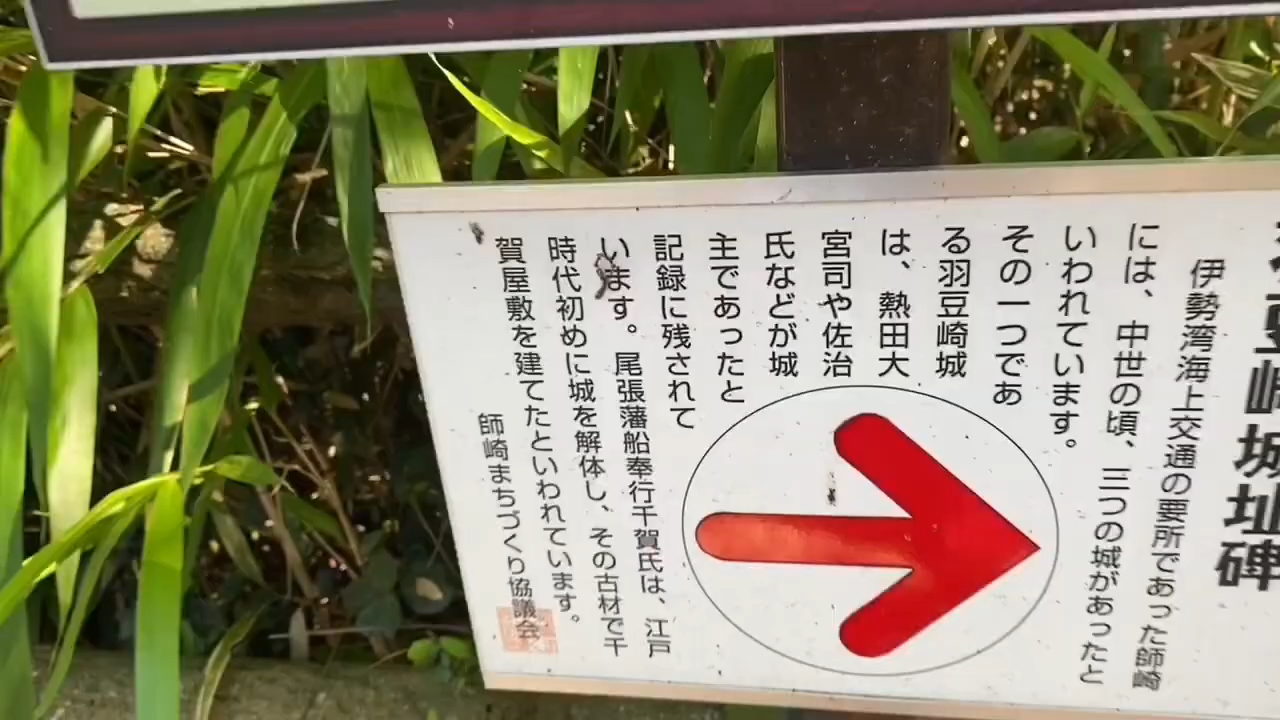 豆崎城址碑
伊勢湾海上交通の要所であった師崎
には、中世の頃、三つの城があったと
いわれています。
その一つであ
る羽豆崎城
は、熱田大
宮司や佐治
氏などが城
主であったと
記録に残されて
います。尾張藩船奉行千賀氏は、江戸
時代初めに城を解体し、その古材で千
賀屋敷を建てたといわれています。
師崎まちづくり協議会